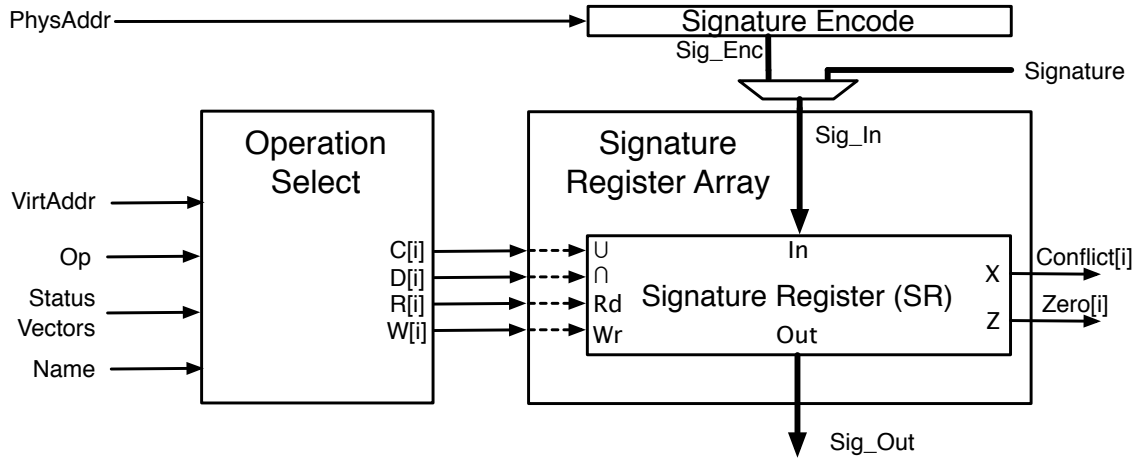 PhysAddr
Signature Encode
Sig_Enc
Signature
Sig_In
Operation
Select
Signature
Register Array
VirtAddr
Op
Status
Vectors
Name
C[i]
D[i]
R[i]
W[i]
∪
∩
Rd
Wr
In
Signature Register (SR)
Out
X
Z
Conflict[i]
Zero[i]
Sig_Out